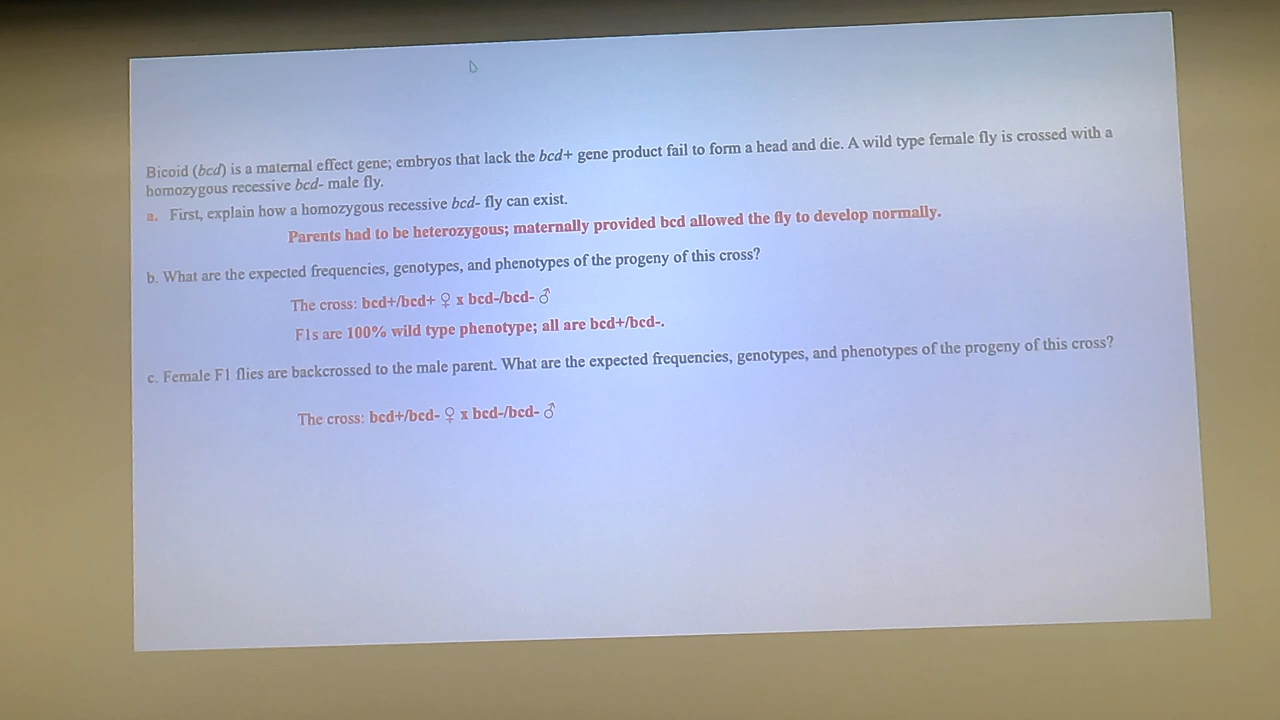 Bicoid (bcd) is a maternal effect gene; embryos that lack the bcd+ gene product fail to form a head and die. A wild type female fly is crossed with a
homozygous recessive bcd- male fly.
a. First, explain how a homozygous recessive bcd- fly can exist.
Parents had to be heterozygous; maternally provided bcd allowed the fly to develop normally.
b. What are the expected frequencies, genotypes, and phenotypes of the progeny of this cross?
The cross: bcd+/bcd+ ♀ x bcd-/bcd- ♂
F1s are 100% wild type phenotype; all are bcd+/bcd-.
c. Female F1 flies are backcrossed to the male parent. What are the expected frequencies, genotypes, and phenotypes of the progeny of this cross?
The cross: bcd+/bcd- ♀ x bcd-/bcd- ♂